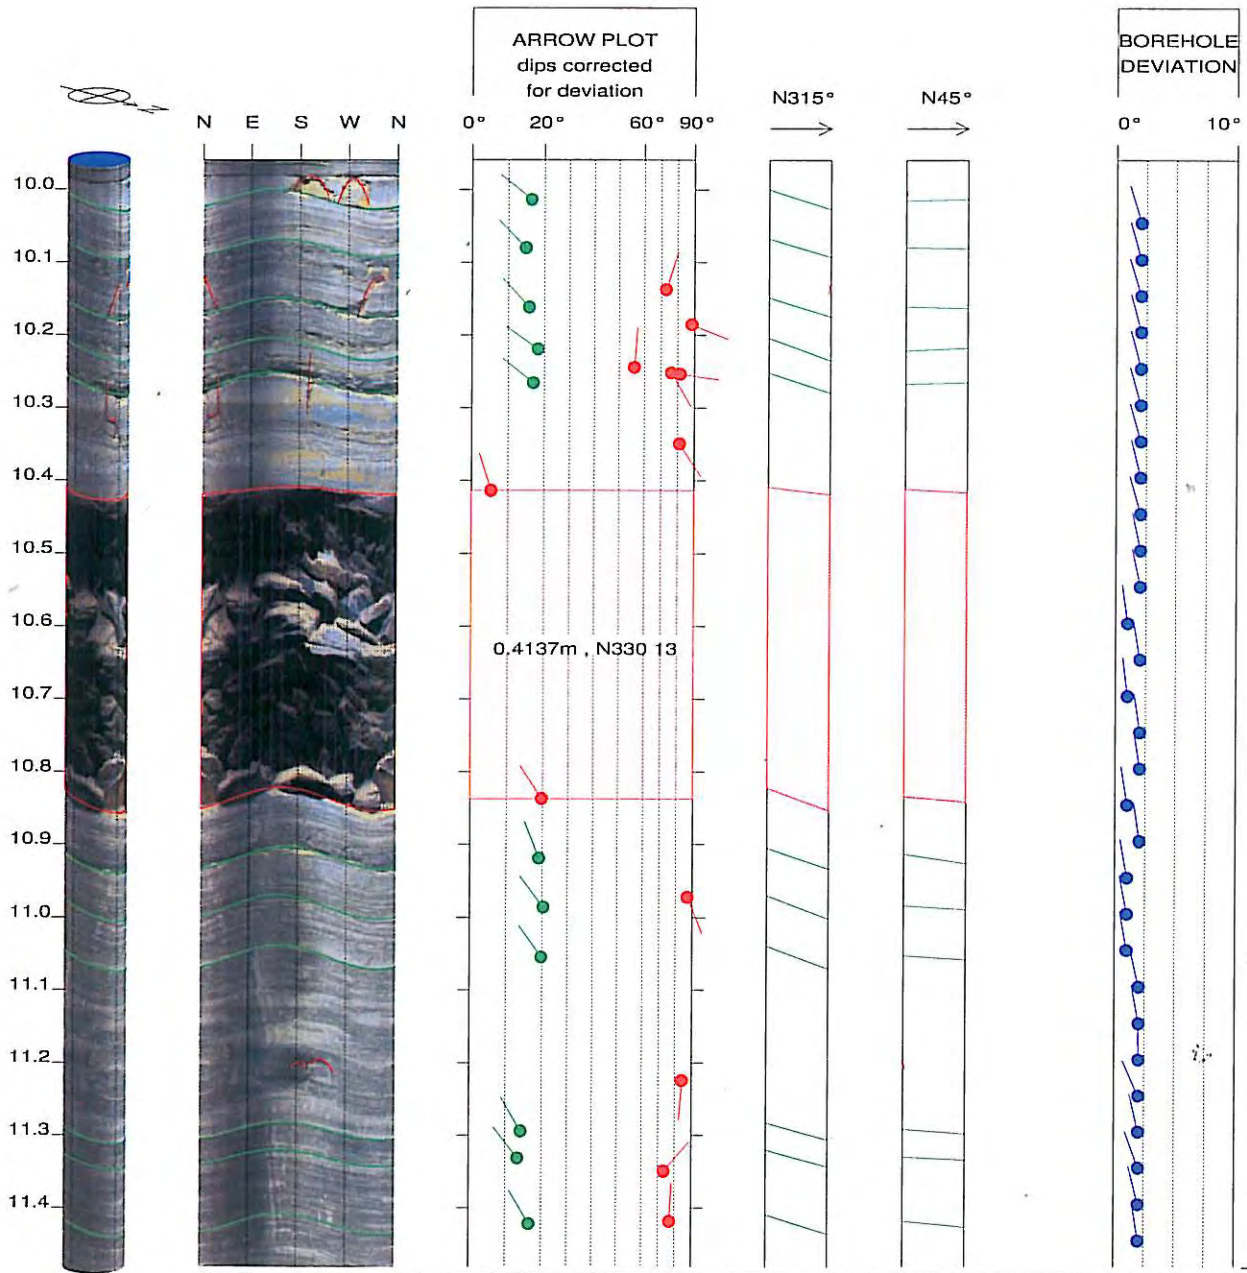 ARROW PLOT
dips corrected
for deviation
BOREHOLE
DEVIATION
N315°
N45°
N E S W N
0° 20° 60° 90°
0° 10°
10.0
10.1
10.2
10.3
10.4
10.5
10.6
0.4137m , N330 13
10.7
10.8
10.9
11.0
11.1
11.2
11.3
11.4